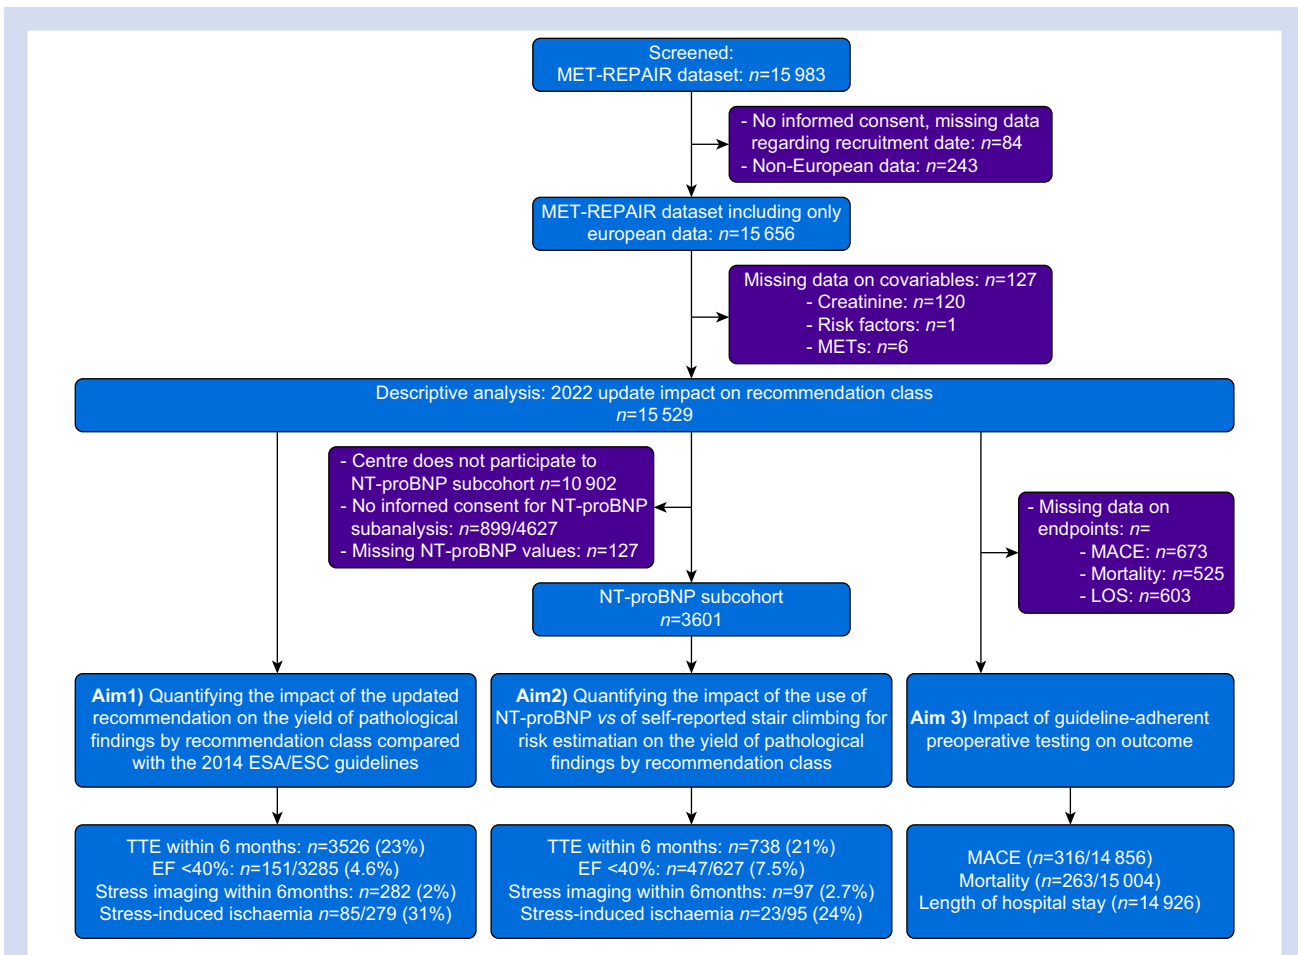 Screened:
MET-REPAIR dataset: n=15 983
- No informed consent, missing data
regarding recruitment date: n=84
- Non-European data: n=243
MET-REPAIR dataset including only
european data: n=15 656
Missing data on covariables: n=127
- Creatinine: n=120
- Risk factors: n=1
- METs: n=6
Descriptive analysis: 2022 update impact on recommendation class
n=15 529
- Centre does not participate to
NT-proBNP subcohort n=10 902
- No informed consent for NT-proBNP
subanalysis: n=899/4627
- Missing NT-proBNP values: n=127
- Missing data on
endpoints: n=
- MACE: n=673
- Mortality: n=525
- LOS: n=603
NT-proBNP subcohort
n=3601
Aim1) Quantifying the impact of the updated
recommendation on the yield of pathological
findings by recommendation class compared
with the 2014 ESA/ESC guidelines
Aim2) Quantifying the impact of the use of
NT-proBNP vs of self-reported stair climbing for
risk estimatian on the yield of pathological
findings by recommendation class
Aim 3) Impact of guideline-adherent
preoperative testing on outcome
TTE within 6 months: n=3526 (23%)
EF <40%: n=151/3285 (4.6%)
Stress imaging within 6months: n=282 (2%)
Stress-induced ischaemia n=85/279 (31%)
TTE within 6 months: n=738 (21%)
EF <40%: n=47/627 (7.5%)
Stress imaging within 6months: n=97 (2.7%)
Stress-induced ischaemia n=23/95 (24%)
MACE (n=316/14 856)
Mortality (n=263/15 004)
Length of hospital stay (n=14 926)